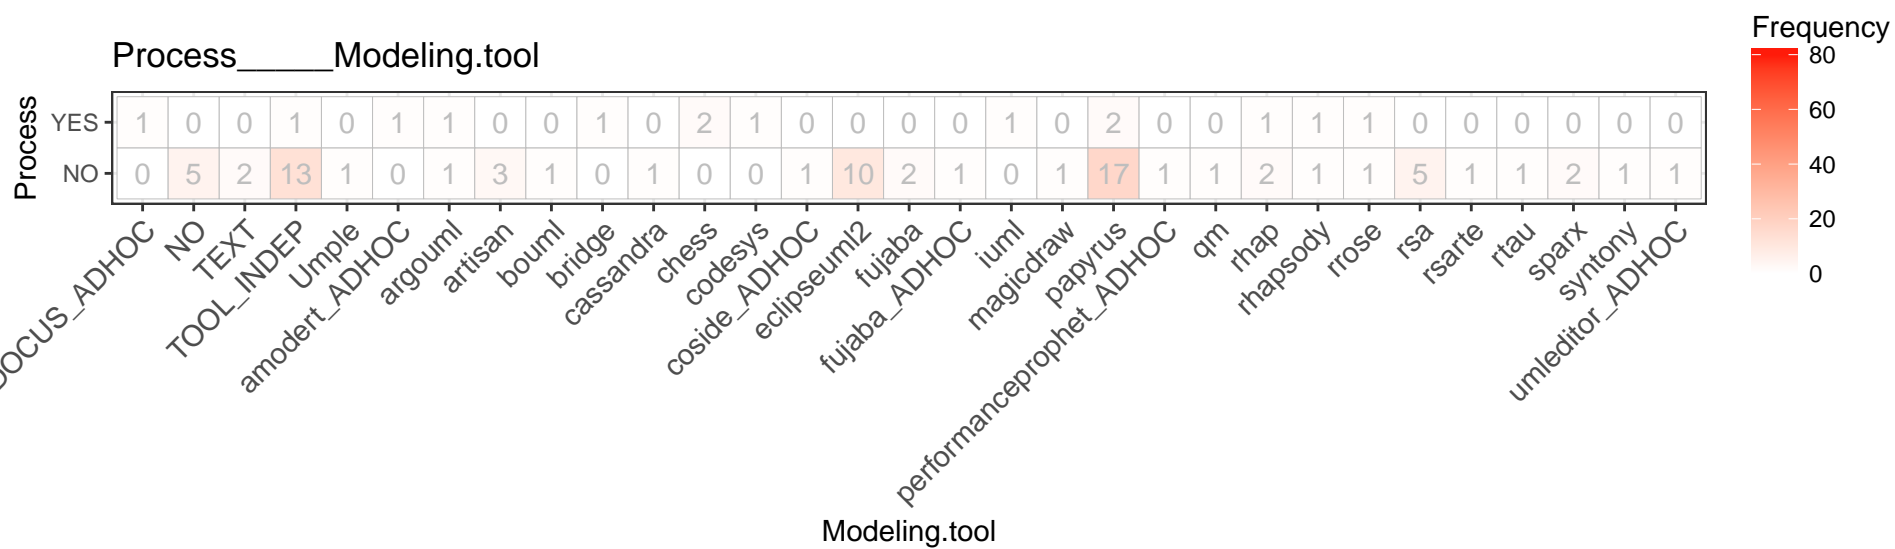 Frequency
Process_____Modeling.tool
80
60
40
20
0
Process
YES 1 0 0 1 0 1 1 0 0 1 0 2 1 0 0 0 0 1 0 2 0 0 1 1 1 0 0 0 0 0 0
NO 0 5 2 13 1 0 1 3 1 0 1 0 0 1 10 2 1 0 1 17 1 1 2 1 1 5 1 1 2 1 1
OCUS_ADHOC
NO
TEXT
TOOL_INDEP
Umple
amodert_ADHOC
argouml
artisan
bouml
bridge
cassandra
chess
codesys
coside_ADHOC
eclipseuml2
fujaba
fujaba_ADHOC
iuml
magicdraw
papyrus
performanceprophet_ADHOC
qm
rhap
rhapsody
rrose
rsa
rsarte
rtau
sparx
syntony
umleditor_ADHOC
Modeling.tool